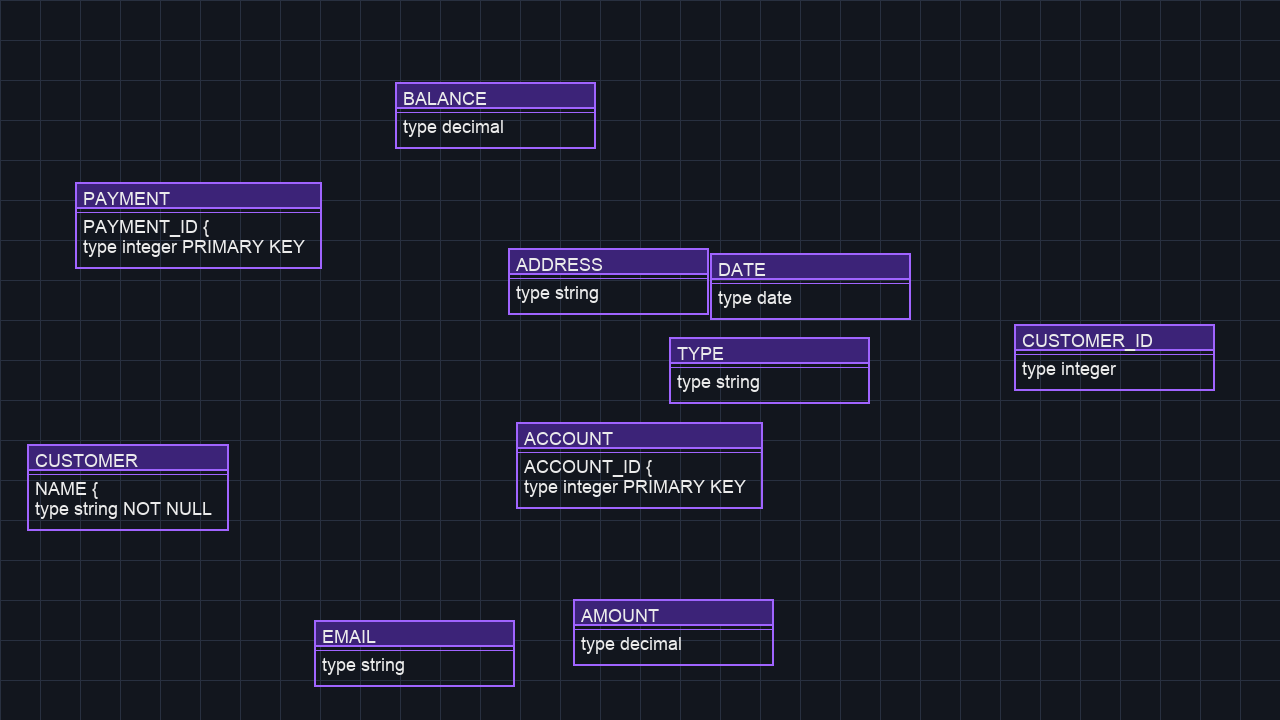 BALANCE
type decimal
PAYMENT
PAYMENT_ID {
type integer PRIMARY KEY
ADDRESS
type string
DATE
type date
TYPE
type string
CUSTOMER_ID
type integer
ACCOUNT
ACCOUNT_ID {
type integer PRIMARY KEY
CUSTOMER
NAME {
type string NOT NULL
EMAIL
type string
AMOUNT
type decimal